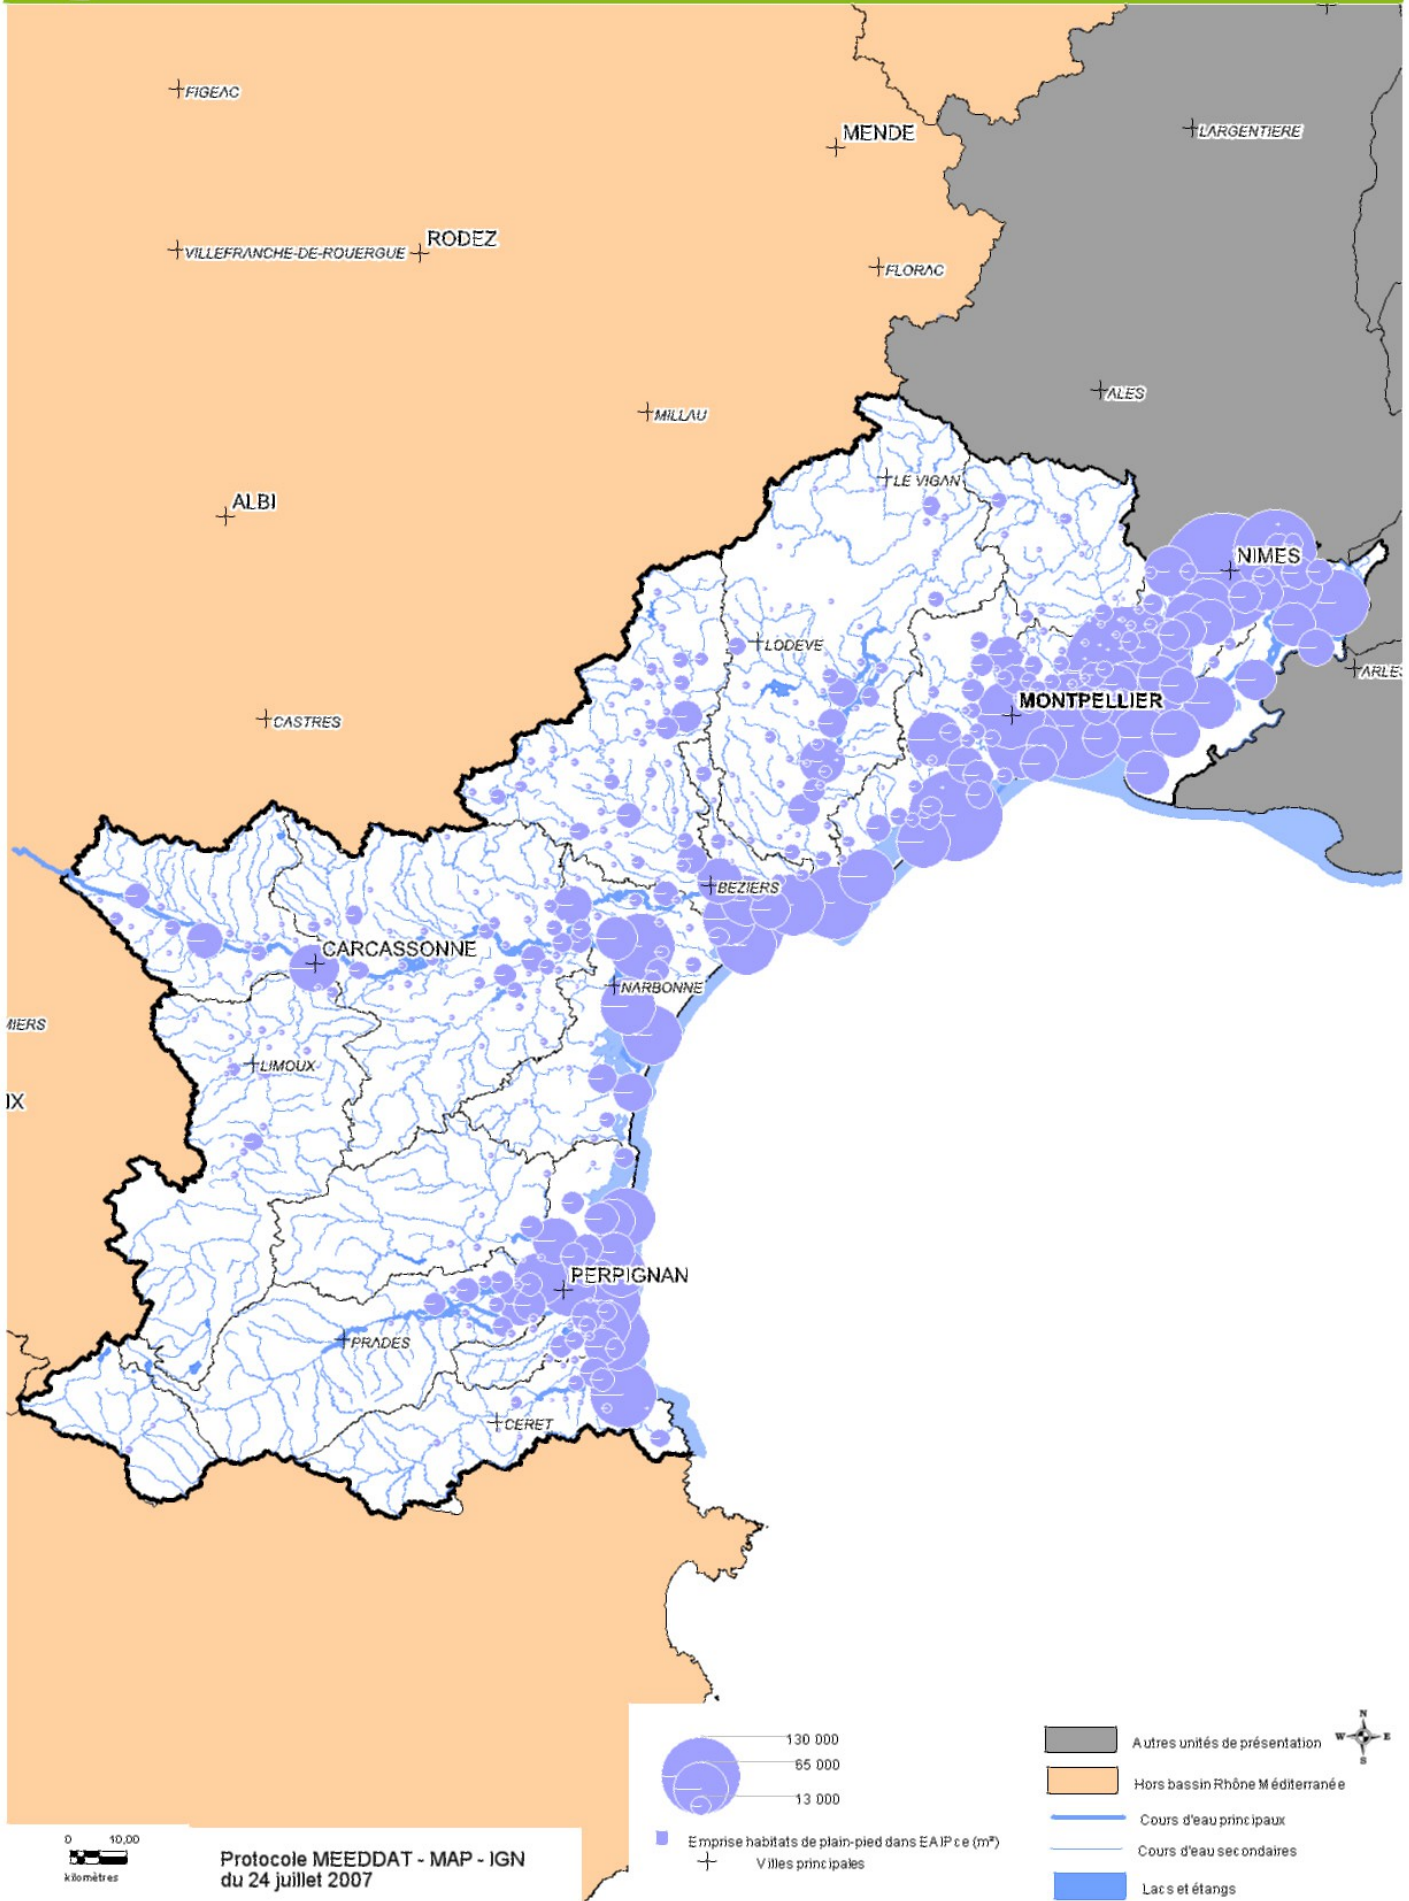 FIGEAC
MENDE
LARGENTIERE
VILLEFRANCHE-DE-ROUERGUE
RODEZ
FLORAC
ALES
MILLAU
LE VIGAN
ALBI
NIMES
LODEVE
ARLES
MONTPELLIER
CASTRES
BEZIERS
CARCASSONNE
NARBONNE
MIERS
LIMOUX
IX
PERPIGNAN
PRADES
CERET
130 000
65 000
13 000
Emprise habitats de plain-pied dans EAIPce (m²)
Villes principales
Autres unités de présentation
Hors bassin Rhône Méditerranée
Cours d'eau principaux
Cours d'eau secondaires
Lacs et étangs
N
W
E
S
0 10,00
kilomètres
Protocole MEEDDAT - MAP - IGN
du 24 juillet 2007